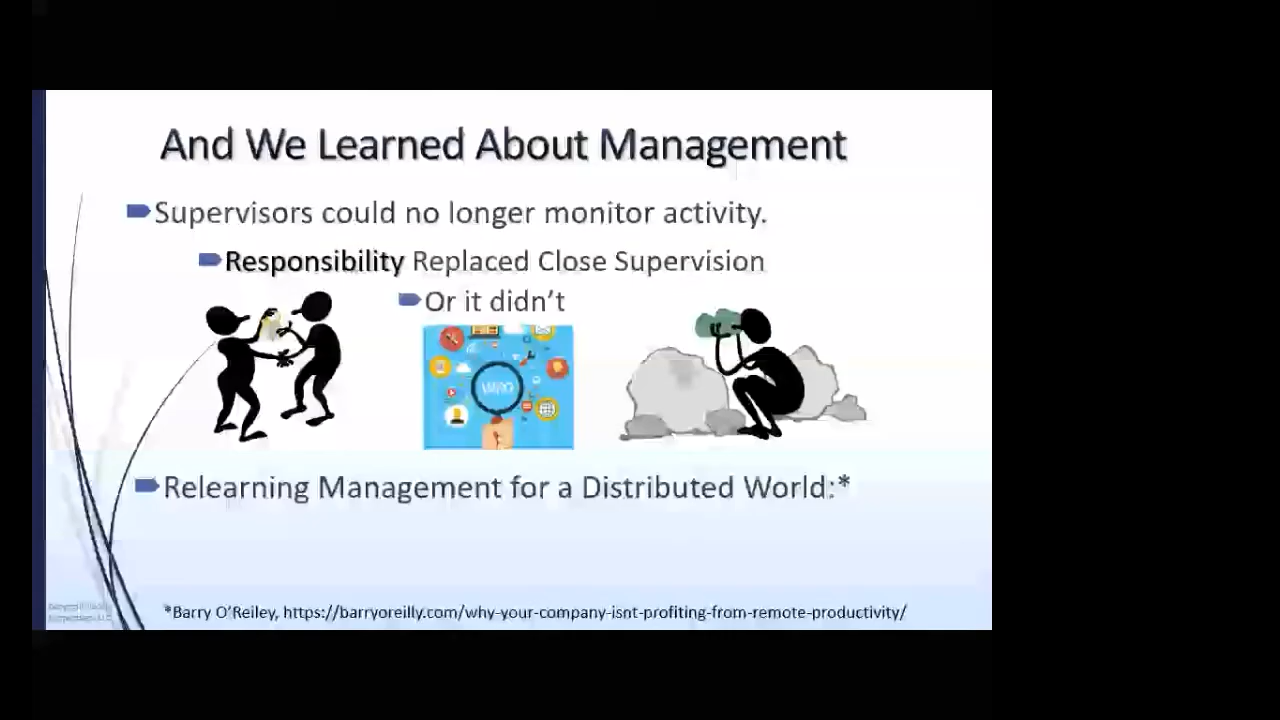 And We Learned About Management
Supervisors could no longer monitor activity.
Responsibility Replaced Close Supervision
Or it didn't
Relearning Management for a Distributed World:*
*Barry O'Reiley, https://barryoreilly.com/why-your-company-isnt-profiting-from-remote-productivity/